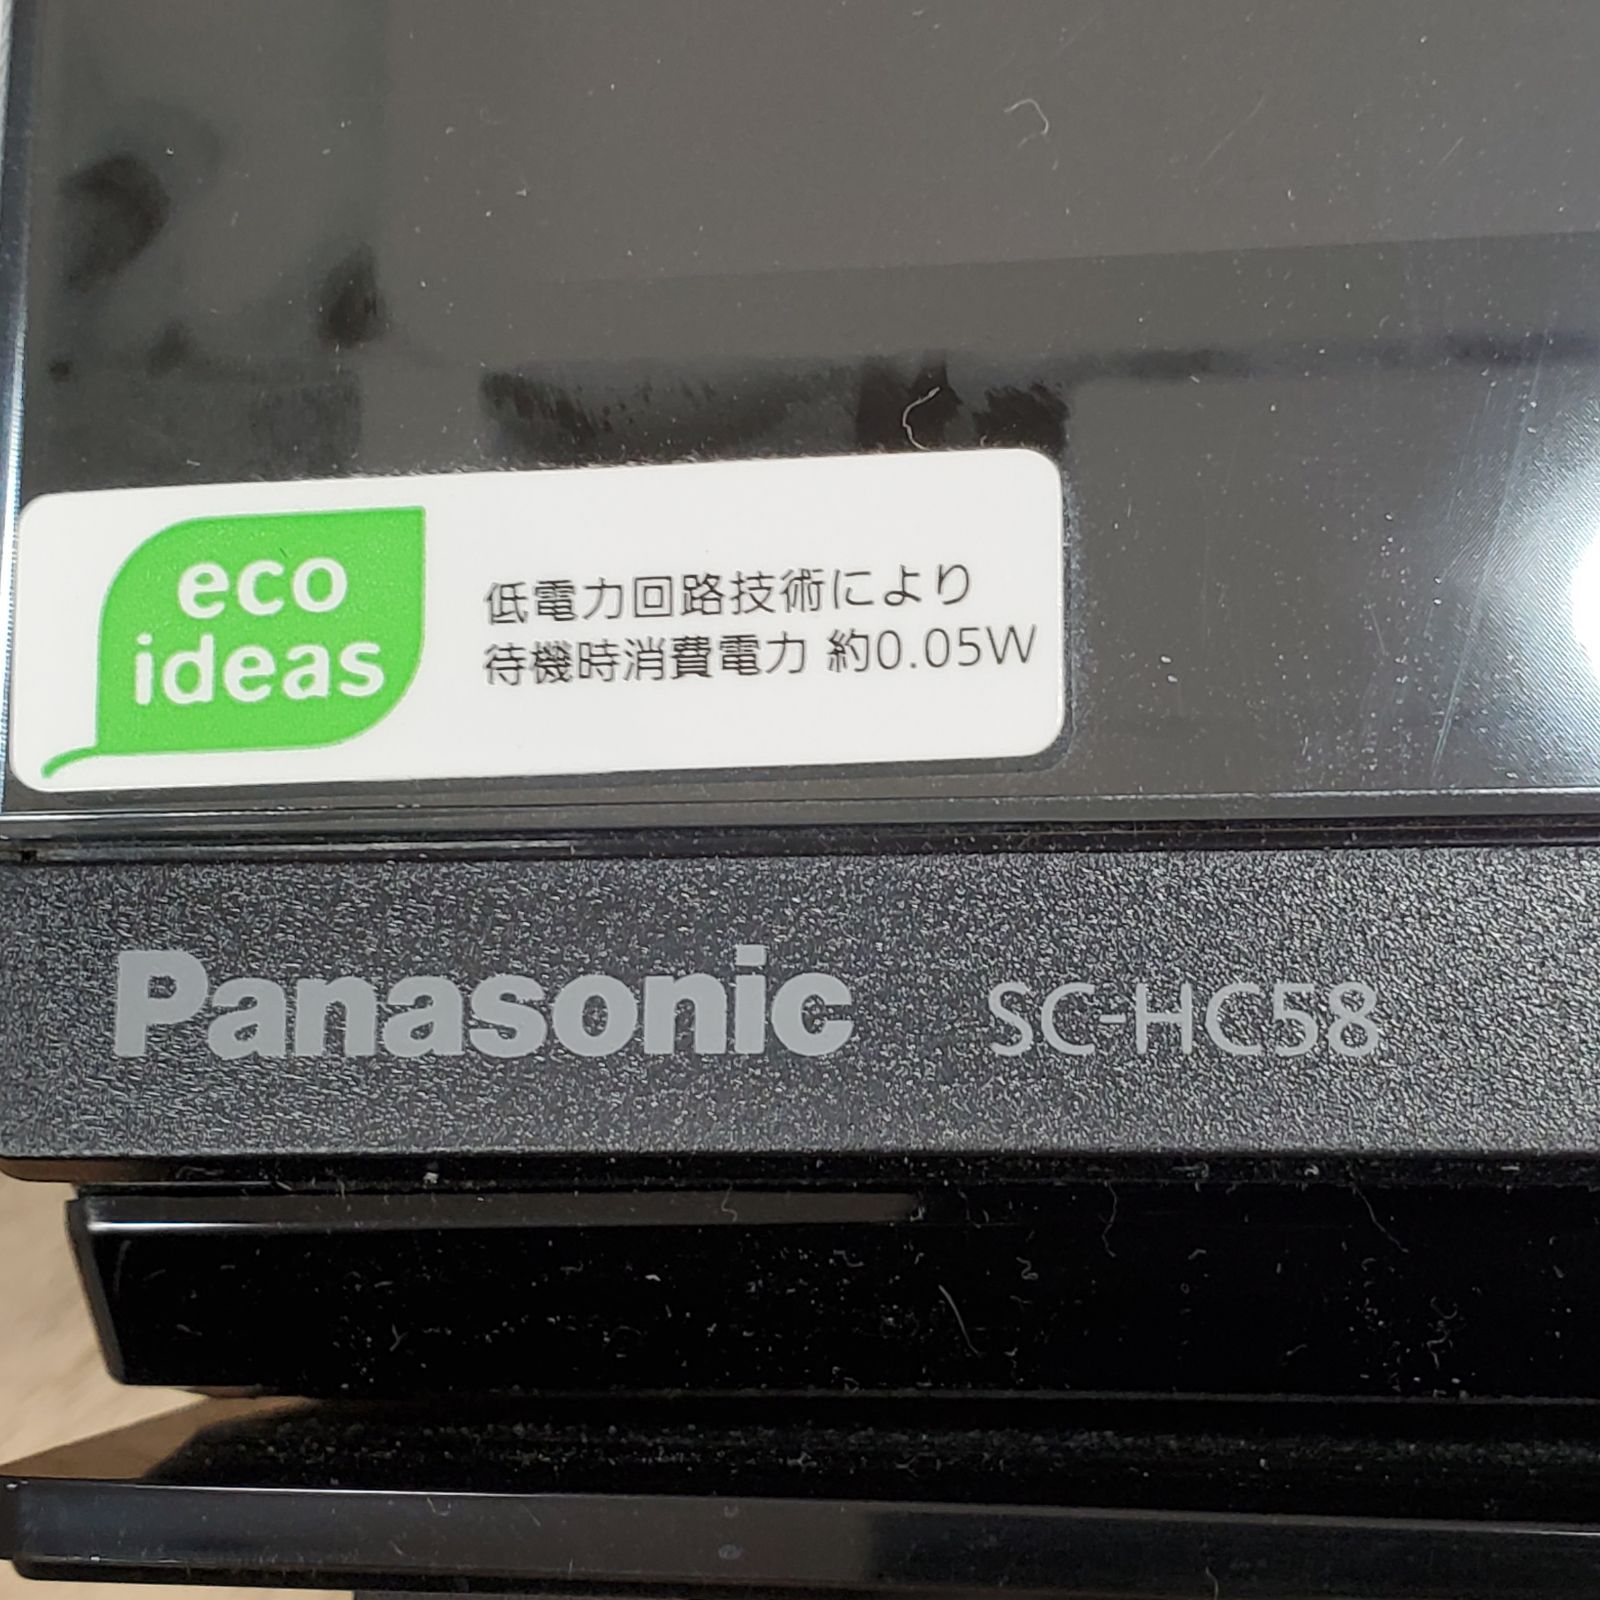 eco
ideas
低電力回路技術により
待機時消費電力 約0.05W
Panasonic SC-HC58